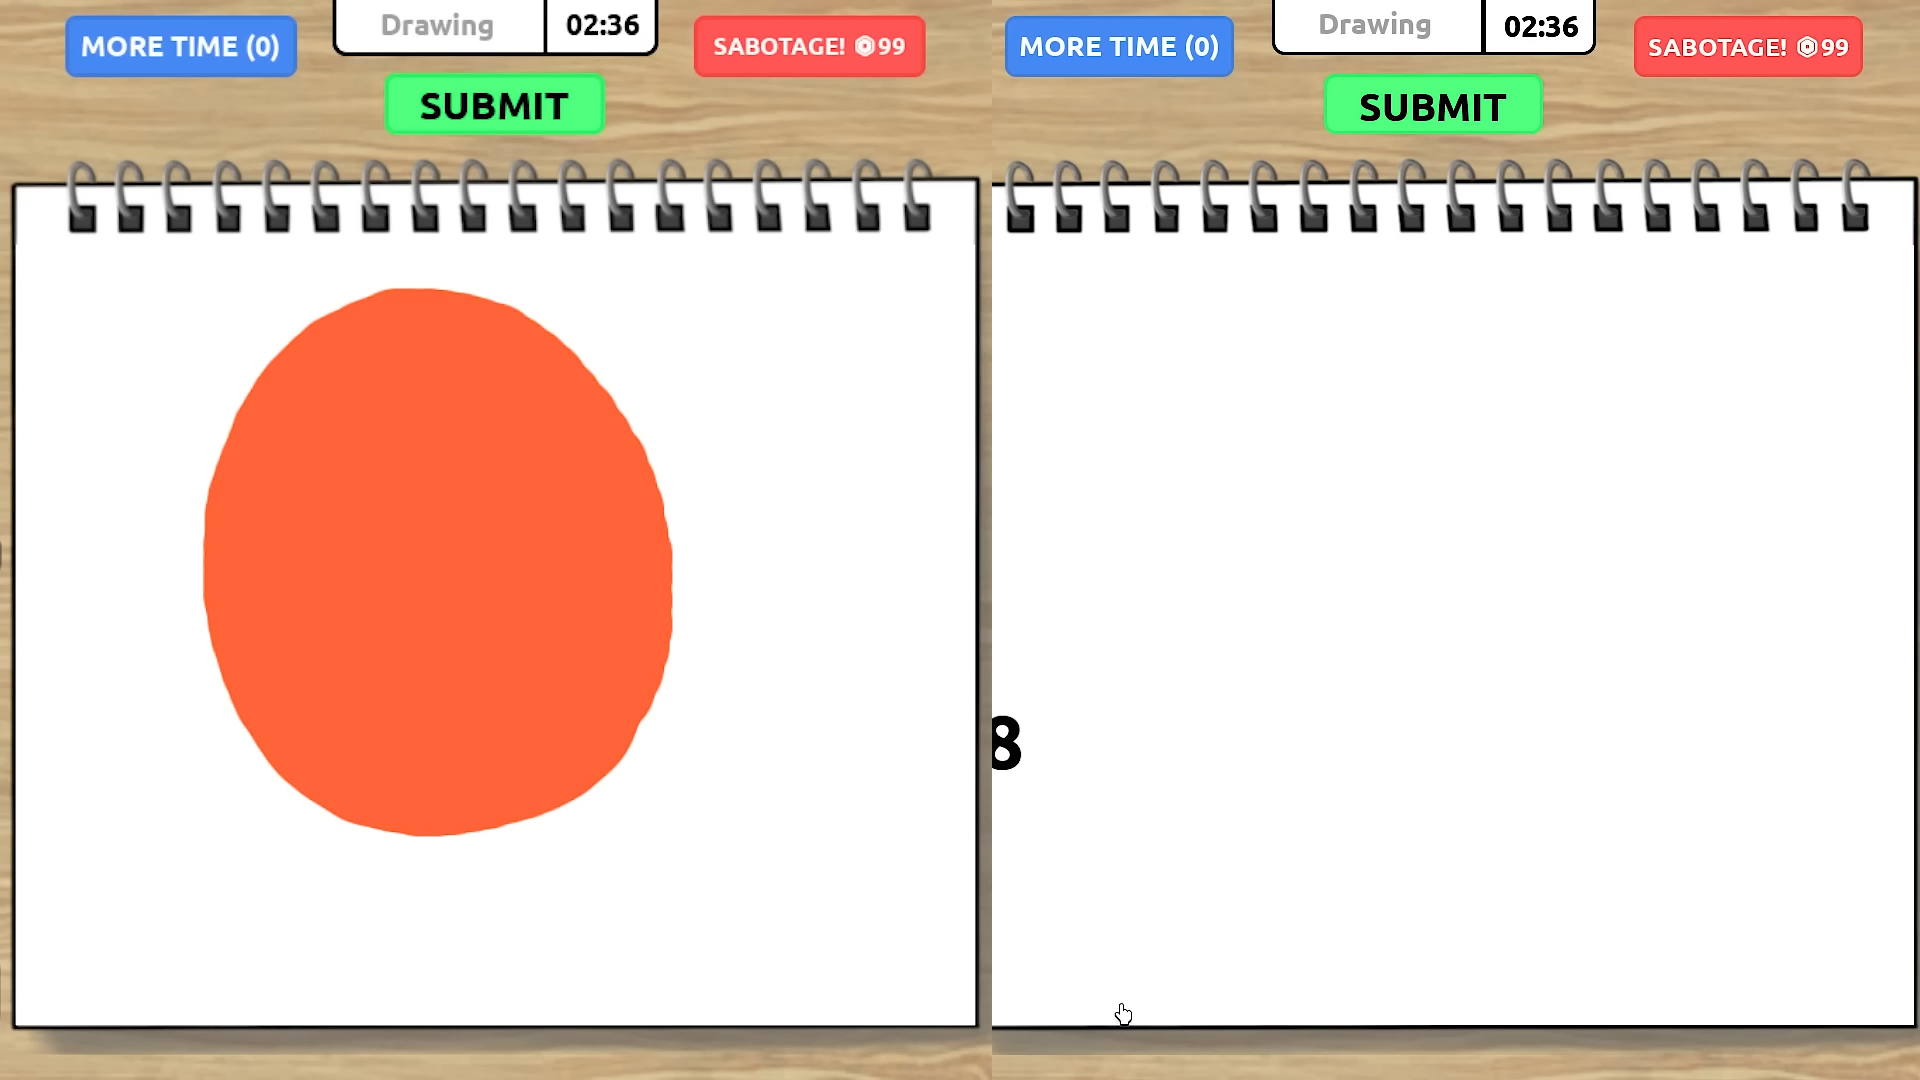 MORE TIME (0)
Drawing
02:36
SABOTAGE! 99
SUBMIT
MORE TIME (0)
Drawing
02:36
SABOTAGE! 99
SUBMIT
8